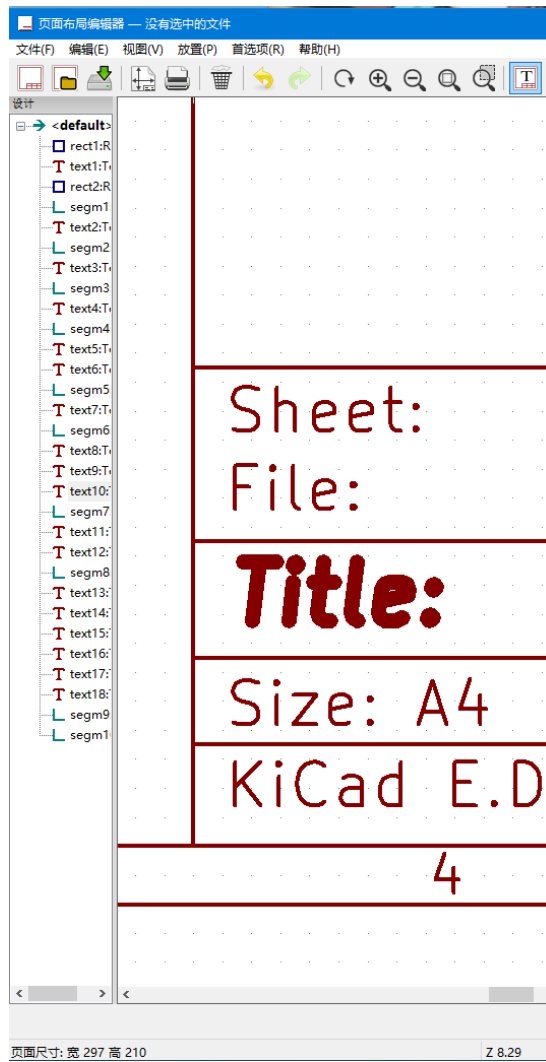 页面布局编辑器 — 没有选中的文件
文件(F) 编辑(E) 视图(V) 放置(P) 首选项(R) 帮助(H)
T
设计
<default>
rect1:R
text1:T
rect2:R
segm1:
text2:T
segm2
text3:T
segm3
text4:T
segm4
text5:T
text6:T
segm5
text7:T
segm6
text8:T
text9:T
text10:
segm7
text11:
text12:
segm8
text13:
text14:
text15:
text16:
text17:
text18:
segm9
segm1
Sheet:
File:
Title:
Size: A4
KiCad E.D
4
页面尺寸: 宽 297 高 210
Z 8.29